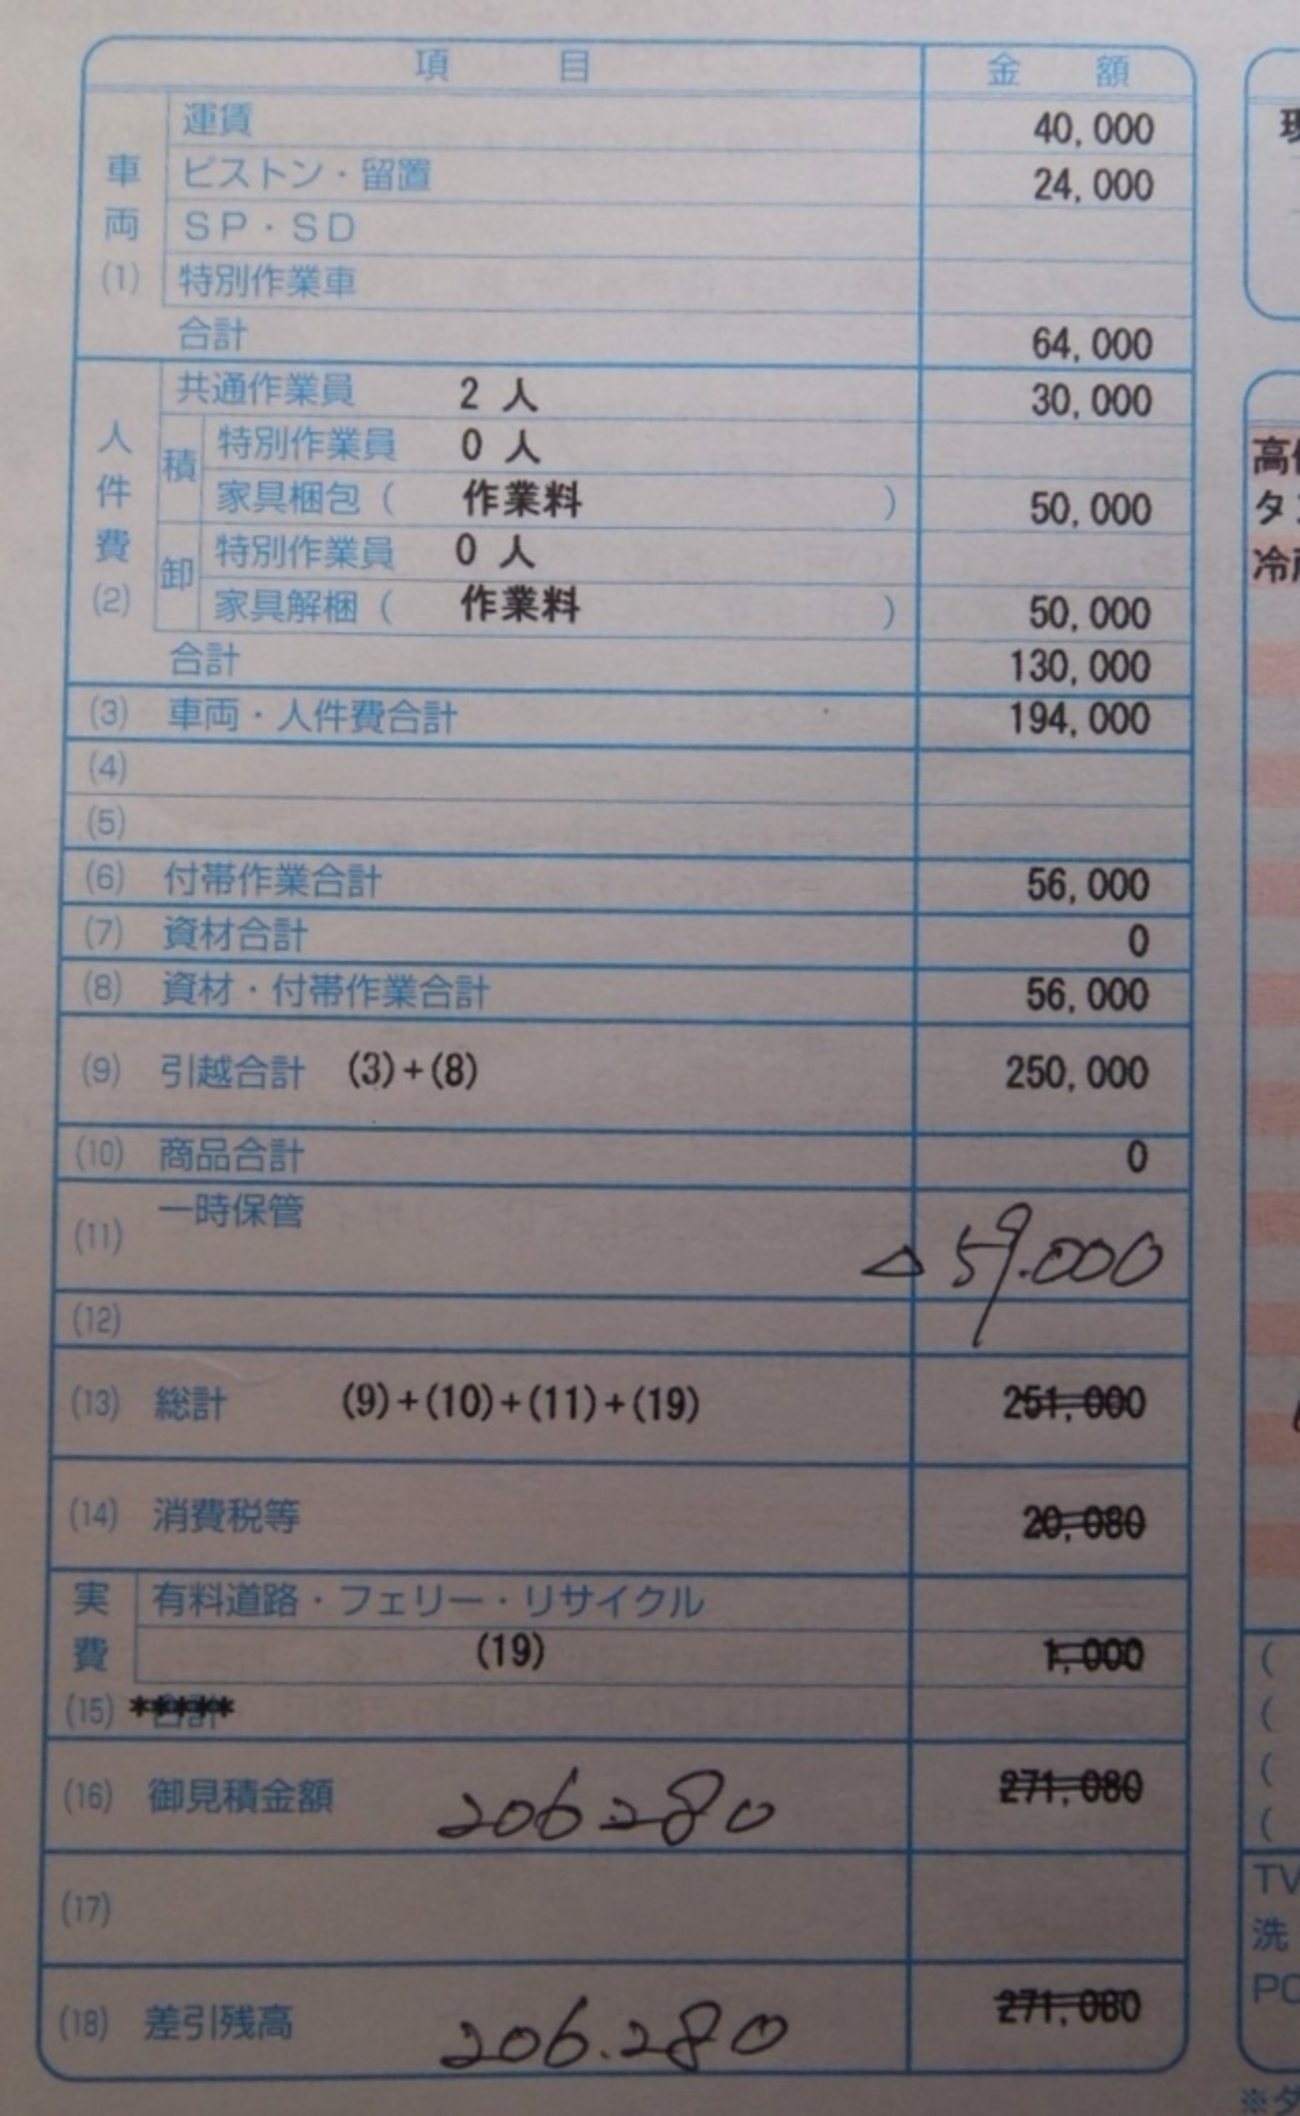 項 目 金 額
車両(1)
運賃 40,000
ピストン・留置 24,000
SP・SD
特別作業車
合計 64,000
人件費(2)
共通作業員 2 人 30,000
積
特別作業員 0 人
家具梱包 ( 作業料 ) 50,000
卸
特別作業員 0 人
家具解梱 ( 作業料 ) 50,000
合計 130,000
(3) 車両・人件費合計 194,000
(4)
(5)
(6) 付帯作業合計 56,000
(7) 資材合計 0
(8) 資材・付帯作業合計 56,000
(9) 引越合計 (3)+(8) 250,000
(10) 商品合計 0
(11) 一時保管 △59.000
(12)
(13) 総計 (9)+(10)+(11)+(19) 251,000
(14) 消費税等 20,080
実費
有料道路・フェリー・リサイクル
(19) 1,000
(15) *****合計
(16) 御見積金額 206.280 271,080
(17)
(18) 差引残高 206.280 271,080
タ
(
(
(
(
TV
洗
PC